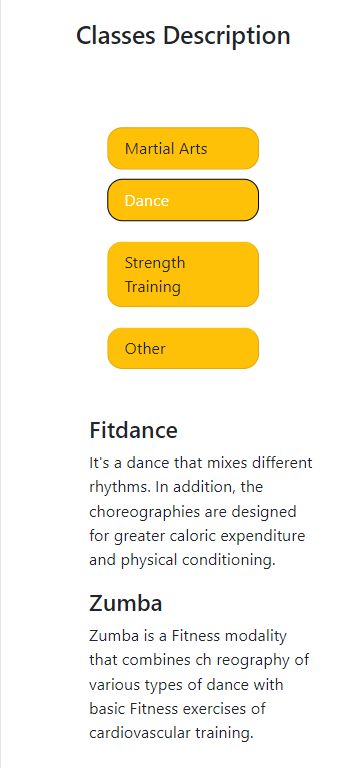 Classes Description
Martial Arts
Dance
Strength
Training
Other
Fitdance
It's a dance that mixes different
rhythms. In addition, the
choreographies are designed
for greater caloric expenditure
and physical conditioning.
Zumba
Zumba is a Fitness modality
that combines ch reography of
various types of dance with
basic Fitness exercises of
cardiovascular training.